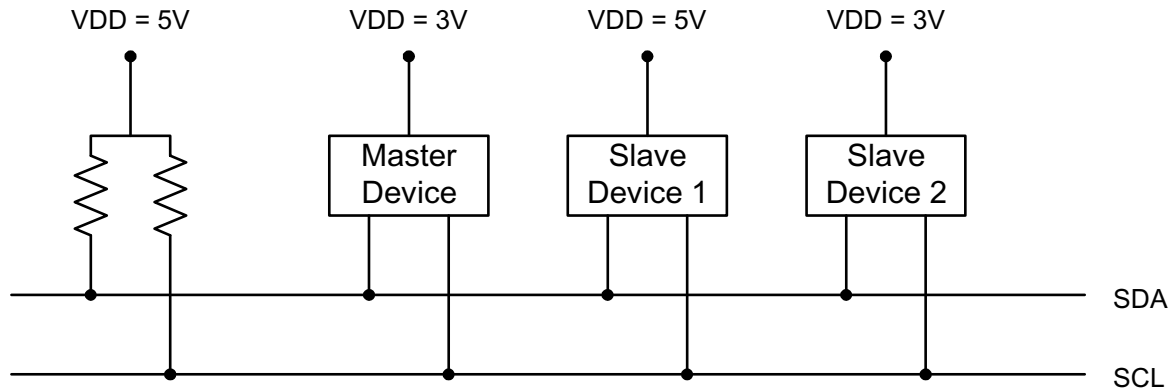 VDD = 5V
VDD = 3V
VDD = 5V
VDD = 3V
Master
Device
Slave
Device 1
Slave
Device 2
SDA
SCL